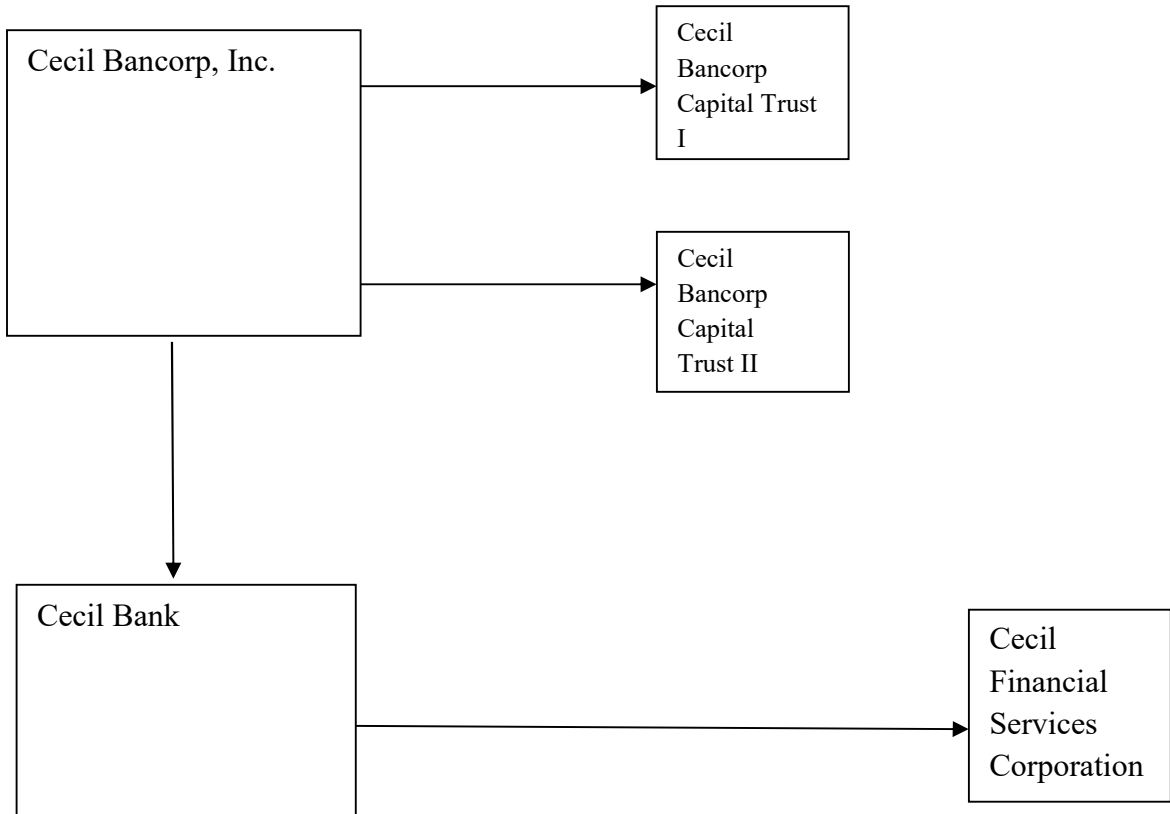 Cecil Bancorp, Inc.
Cecil
Bancorp
Capital Trust
I
Cecil
Bancorp
Capital
Trust II
Cecil Bank
Cecil
Financial
Services
Corporation